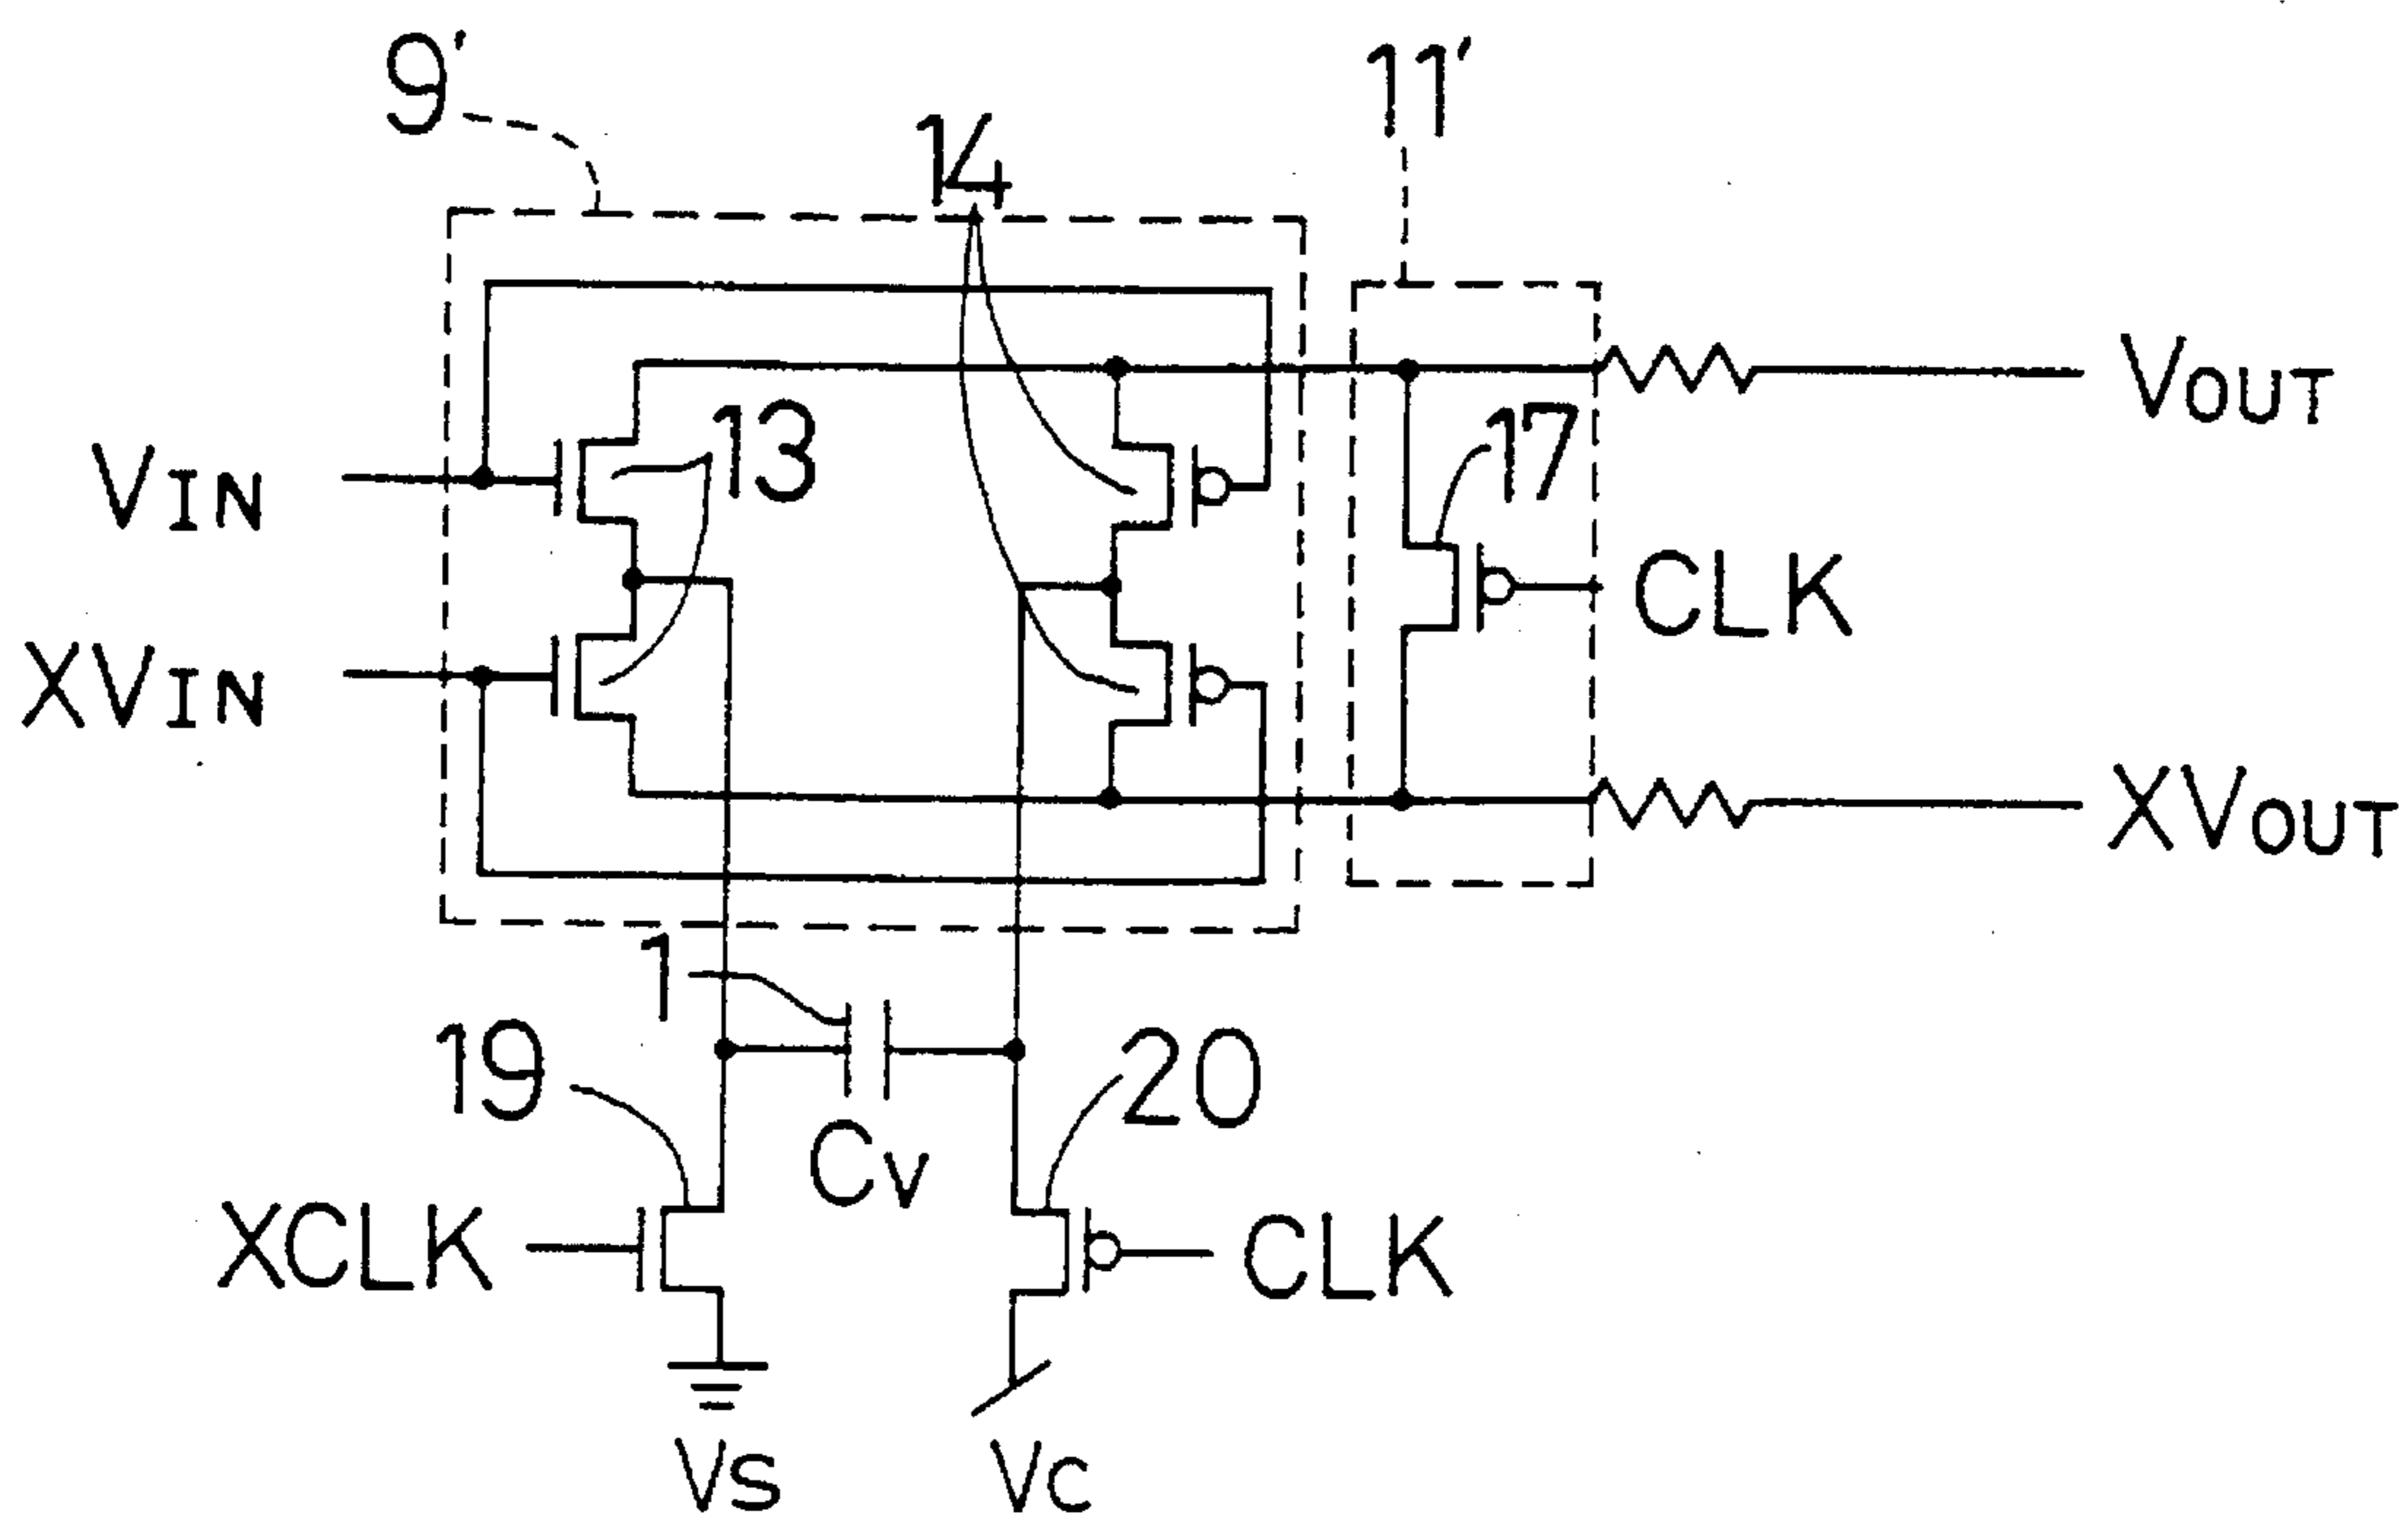 9'
11'
14
VOUT
13
17
VIN
CLK
XVIN
XVOUT
1
19
20
CV
XCLK
CLK
VS
VC